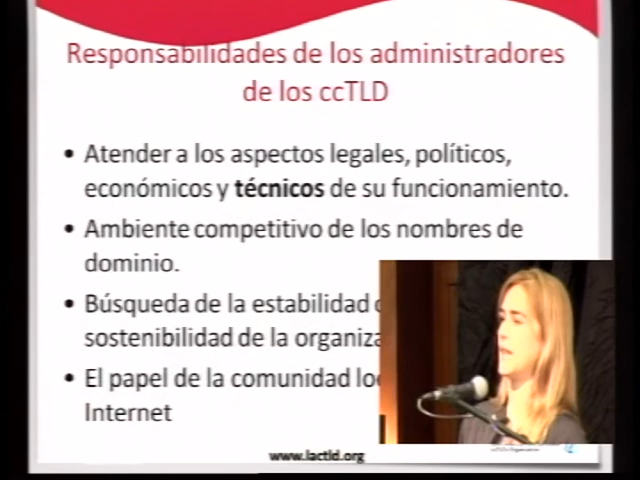 Responsabilidades de los administradores
de los ccTLD
• Atender a los aspectos legales, políticos,
económicos y técnicos de su funcionamiento.
• Ambiente competitivo de los nombres de
dominio.
• Búsqueda de la estabilidad
sostenibilidad de la organiza
• El papel de la comunidad
Internet
www.lactld.org